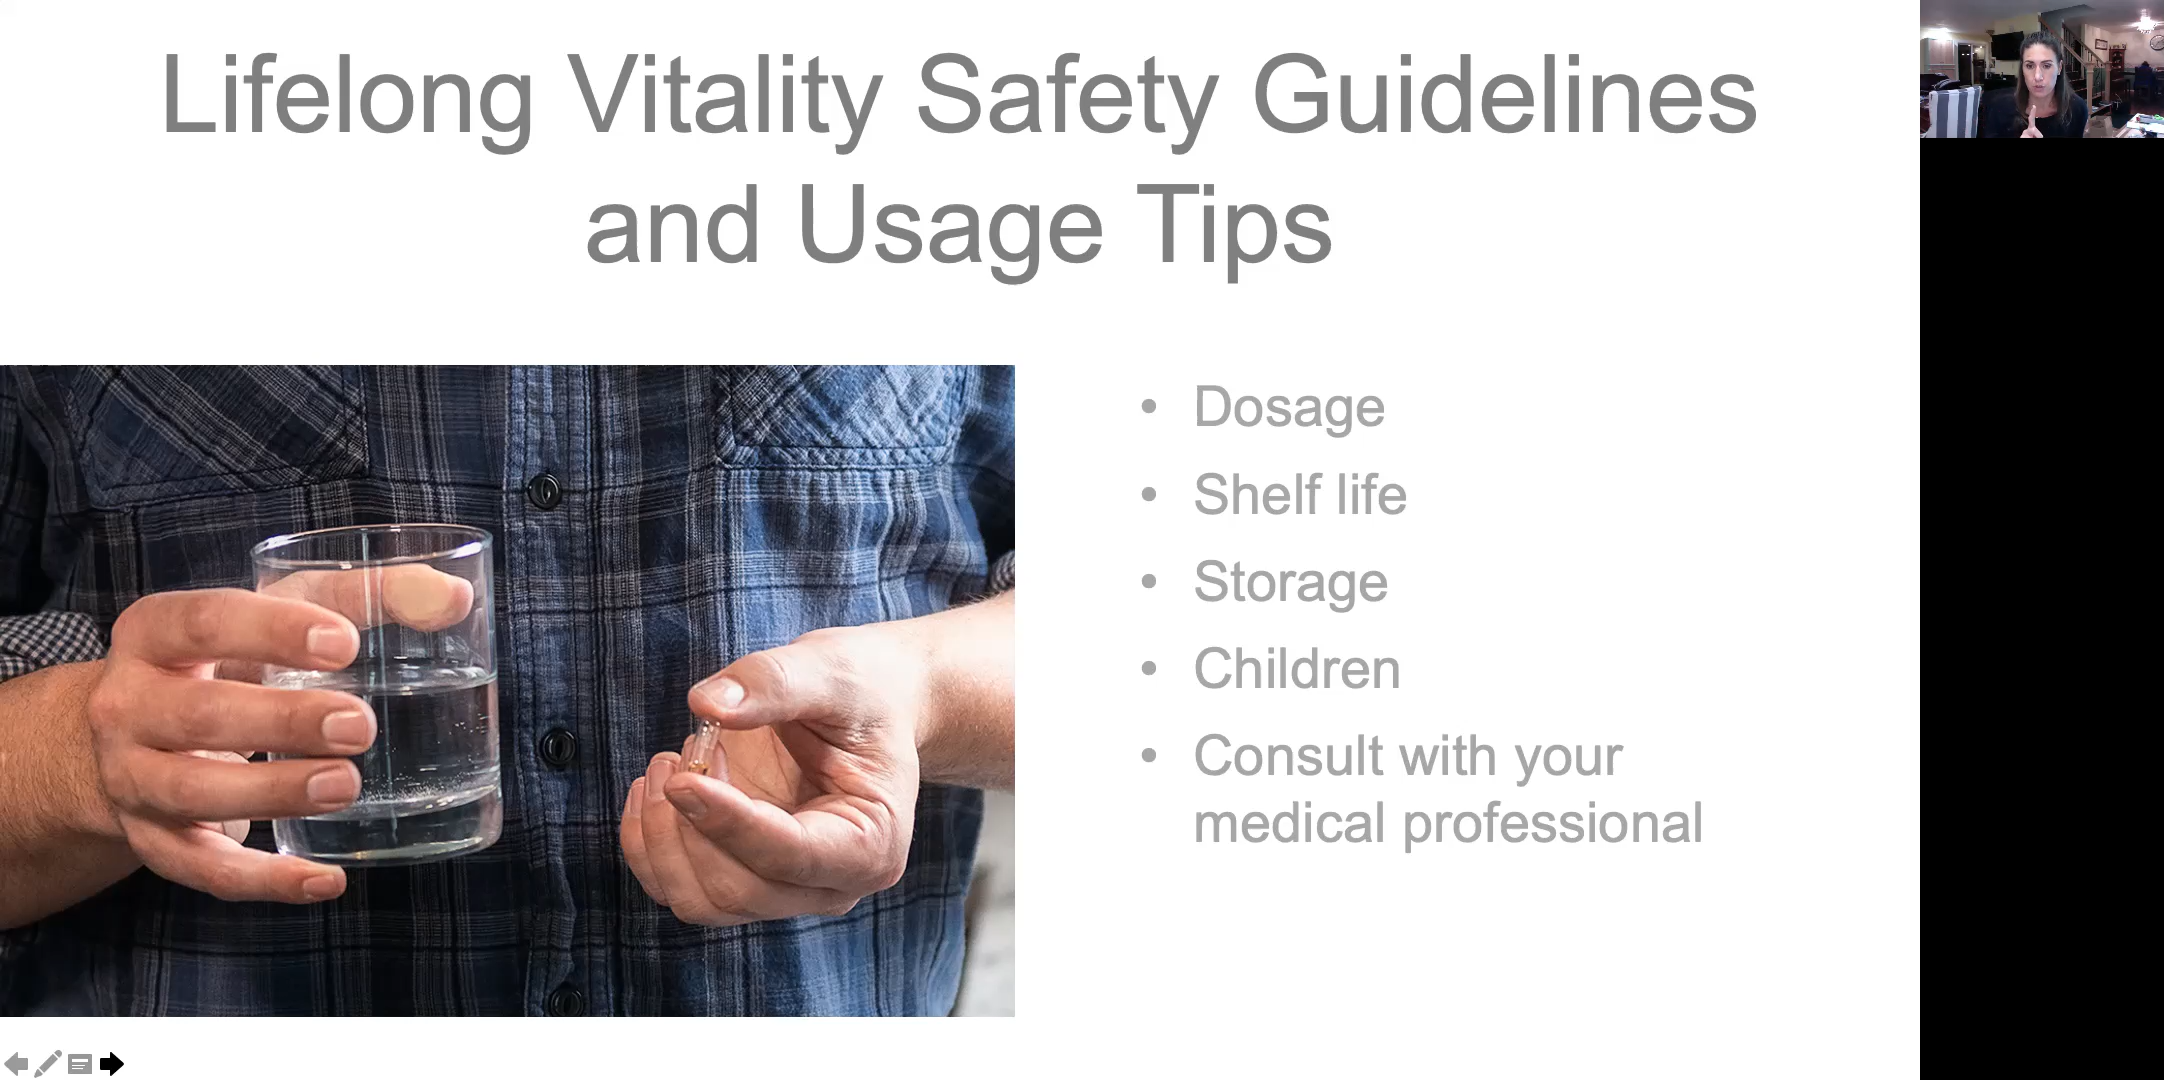 Lifelong Vitality Safety Guidelines
and Usage Tips
• Dosage
• Shelf life
• Storage
• Children
• Consult with your
medical professional